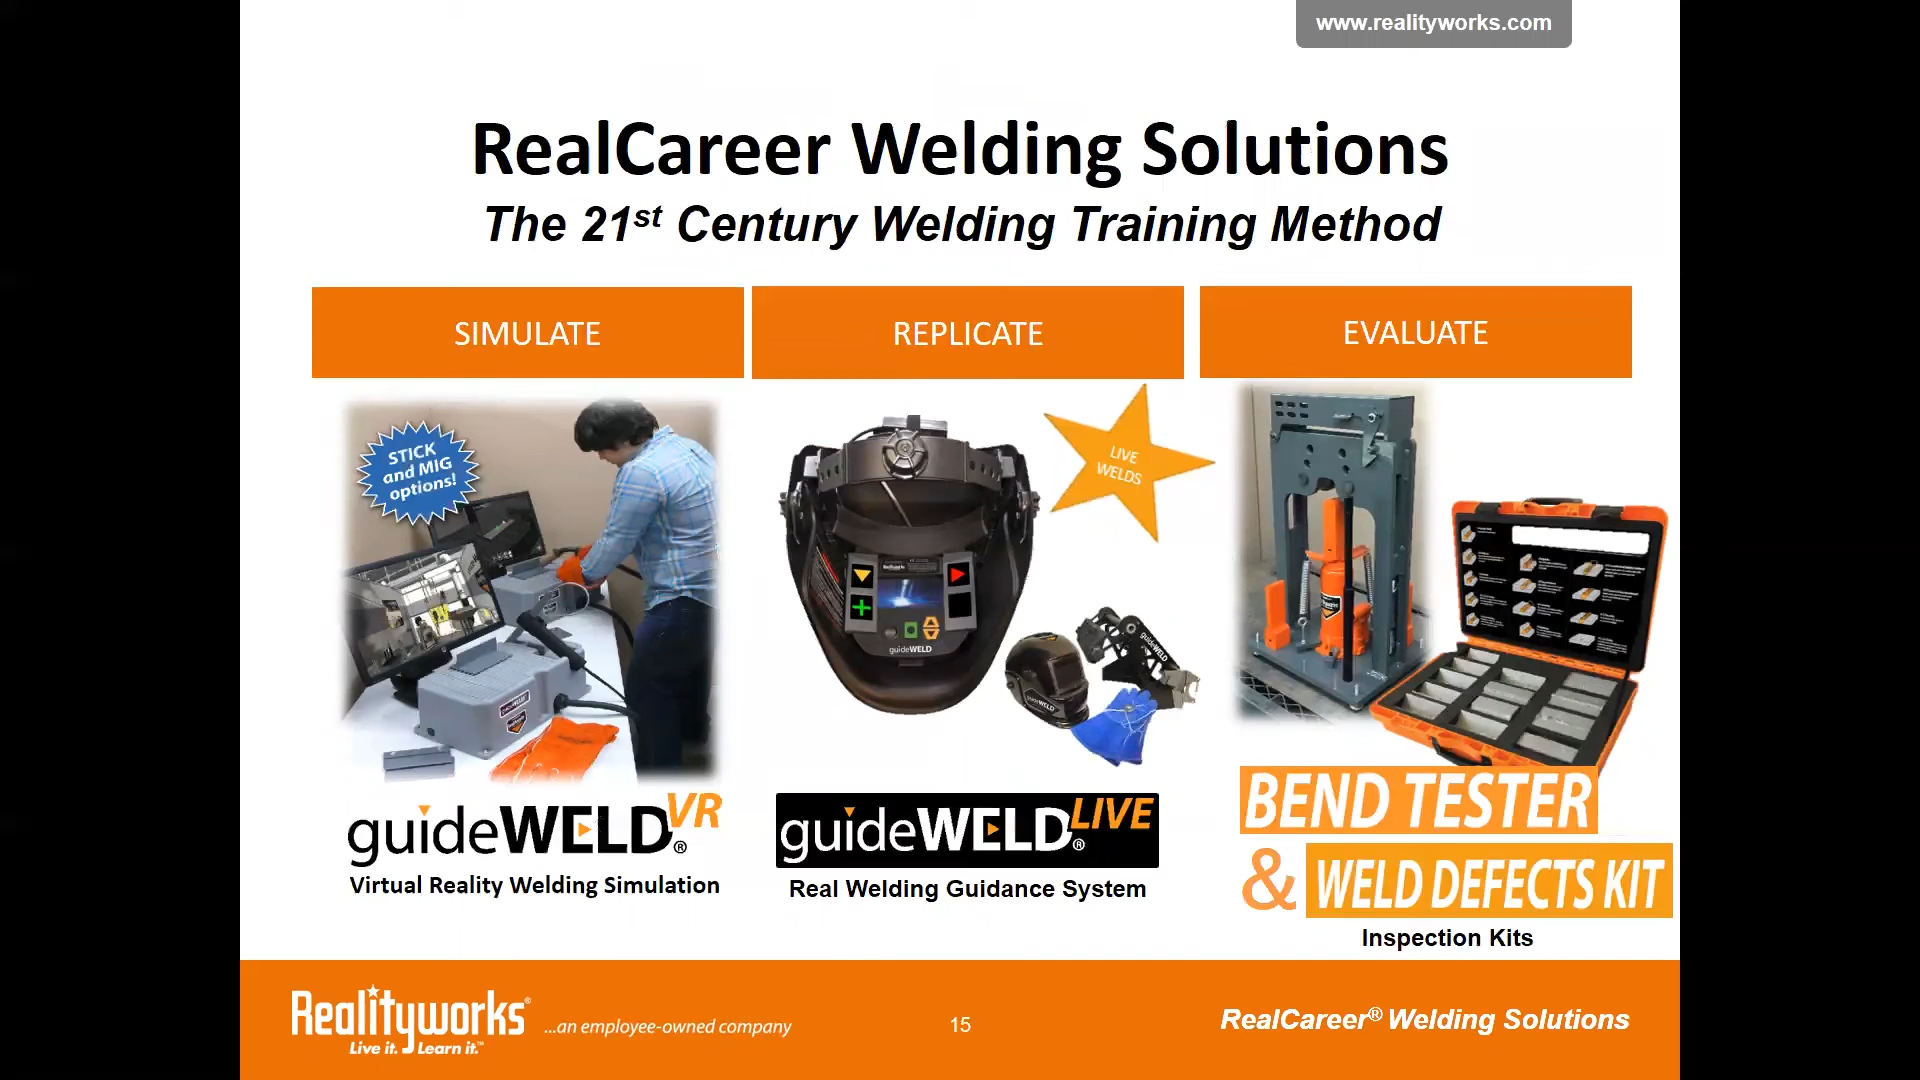 www.realityworks.com
RealCareer Welding Solutions
The 21st Century Welding Training Method
SIMULATE
REPLICATE
EVALUATE
STICK
and MIG
options!
LIVE
WELDS
guideWELD
guideWELD
guideWELD
guideWELD VR®
Virtual Reality Welding Simulation
guideWELD LIVE®
Real Welding Guidance System
BEND TESTER
& WELD DEFECTS KIT
Inspection Kits
Realityworks®
Live it. Learn it.™
...an employee-owned company
15
RealCareer® Welding Solutions